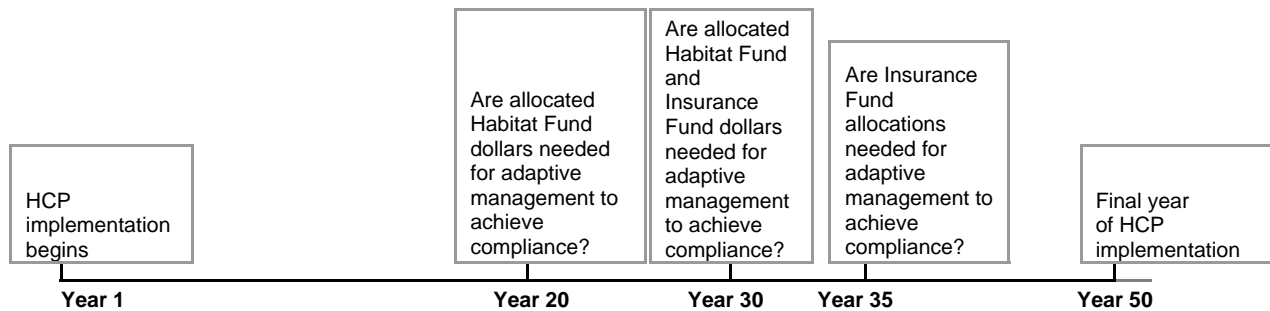 HCP
implementation
begins
Are allocated
Habitat Fund
dollars needed
for adaptive
management to
achieve
compliance?
Are allocated
Habitat Fund
and
Insurance
Fund dollars
needed for
adaptive
management
to achieve
compliance?
Are Insurance
Fund
allocations
needed for
adaptive
management to
achieve
compliance?
Final year
of HCP
implementation
Year 1
Year 20
Year 30
Year 35
Year 50